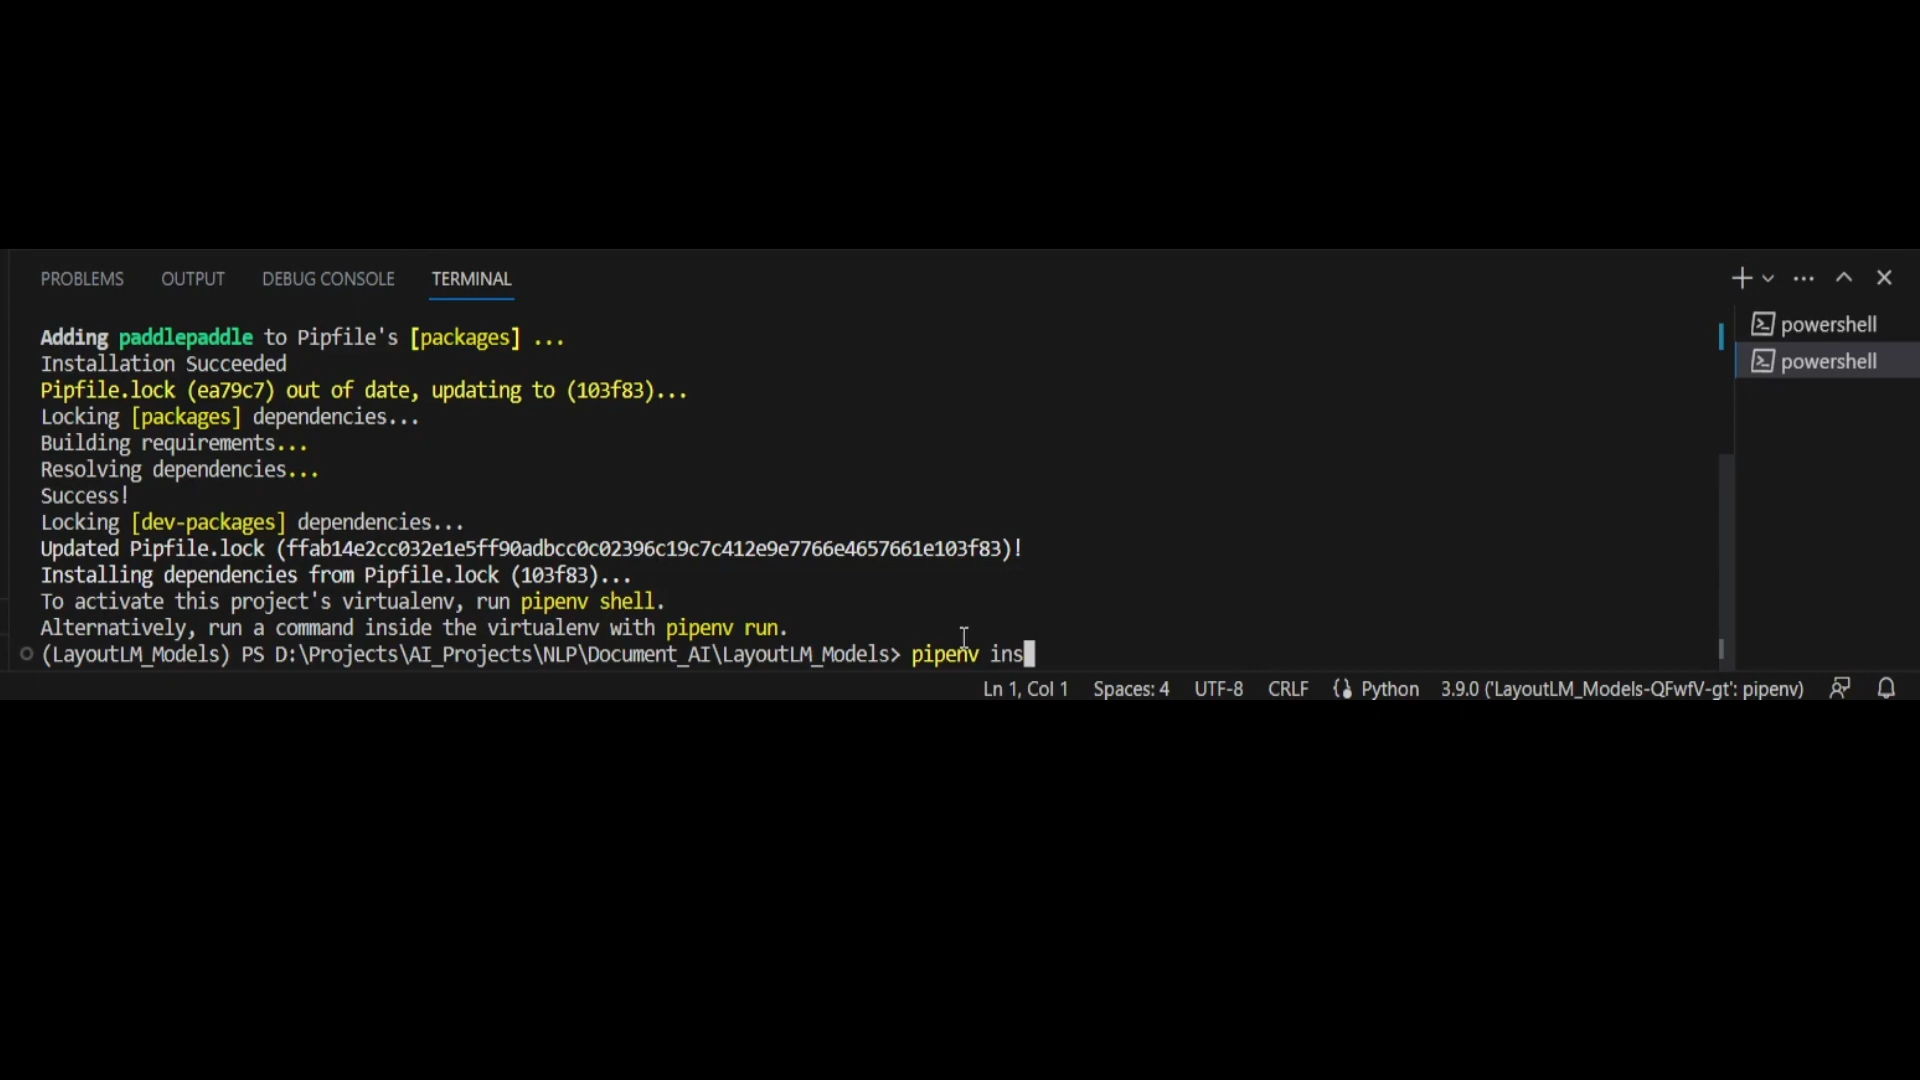 PROBLEMS OUTPUT DEBUG CONSOLE TERMINAL
Adding paddlepaddle to Pipfile's [packages] ...
Installation Succeeded
Pipfile.lock (ea79c7) out of date, updating to (103f83)...
Locking [packages] dependencies...
Building requirements...
Resolving dependencies...
Success!
Locking [dev-packages] dependencies...
Updated Pipfile.lock (ffab14e2cc032e1e5ff90adbcc0c02396c19c7c412e9e7766e4657661e103f83)!
Installing dependencies from Pipfile.lock (103f83)...
To activate this project's virtualenv, run pipenv shell.
Alternatively, run a command inside the virtualenv with pipenv run.
(LayoutLM_Models) PS D:\Projects\AI_Projects\NLP\Document_AI\LayoutLM_Models> pipenv ins
powershell
powershell
Ln 1, Col 1 Spaces: 4 UTF-8 CRLF Python 3.9.0 ('LayoutLM_Models-QFwfV-gt': pipenv)